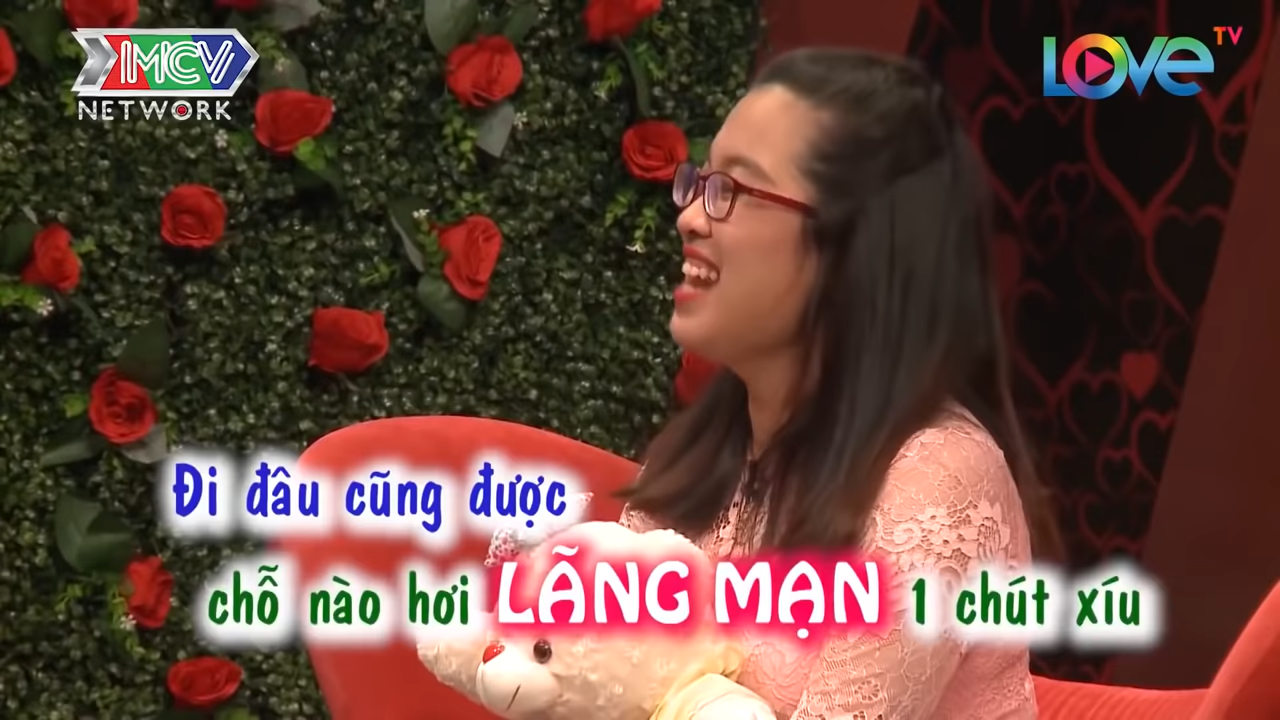 MCV
NETWORK
LOVE TV
Đi đâu cũng được
chỗ nào hơi LÃNG MẠN 1 chút xíu